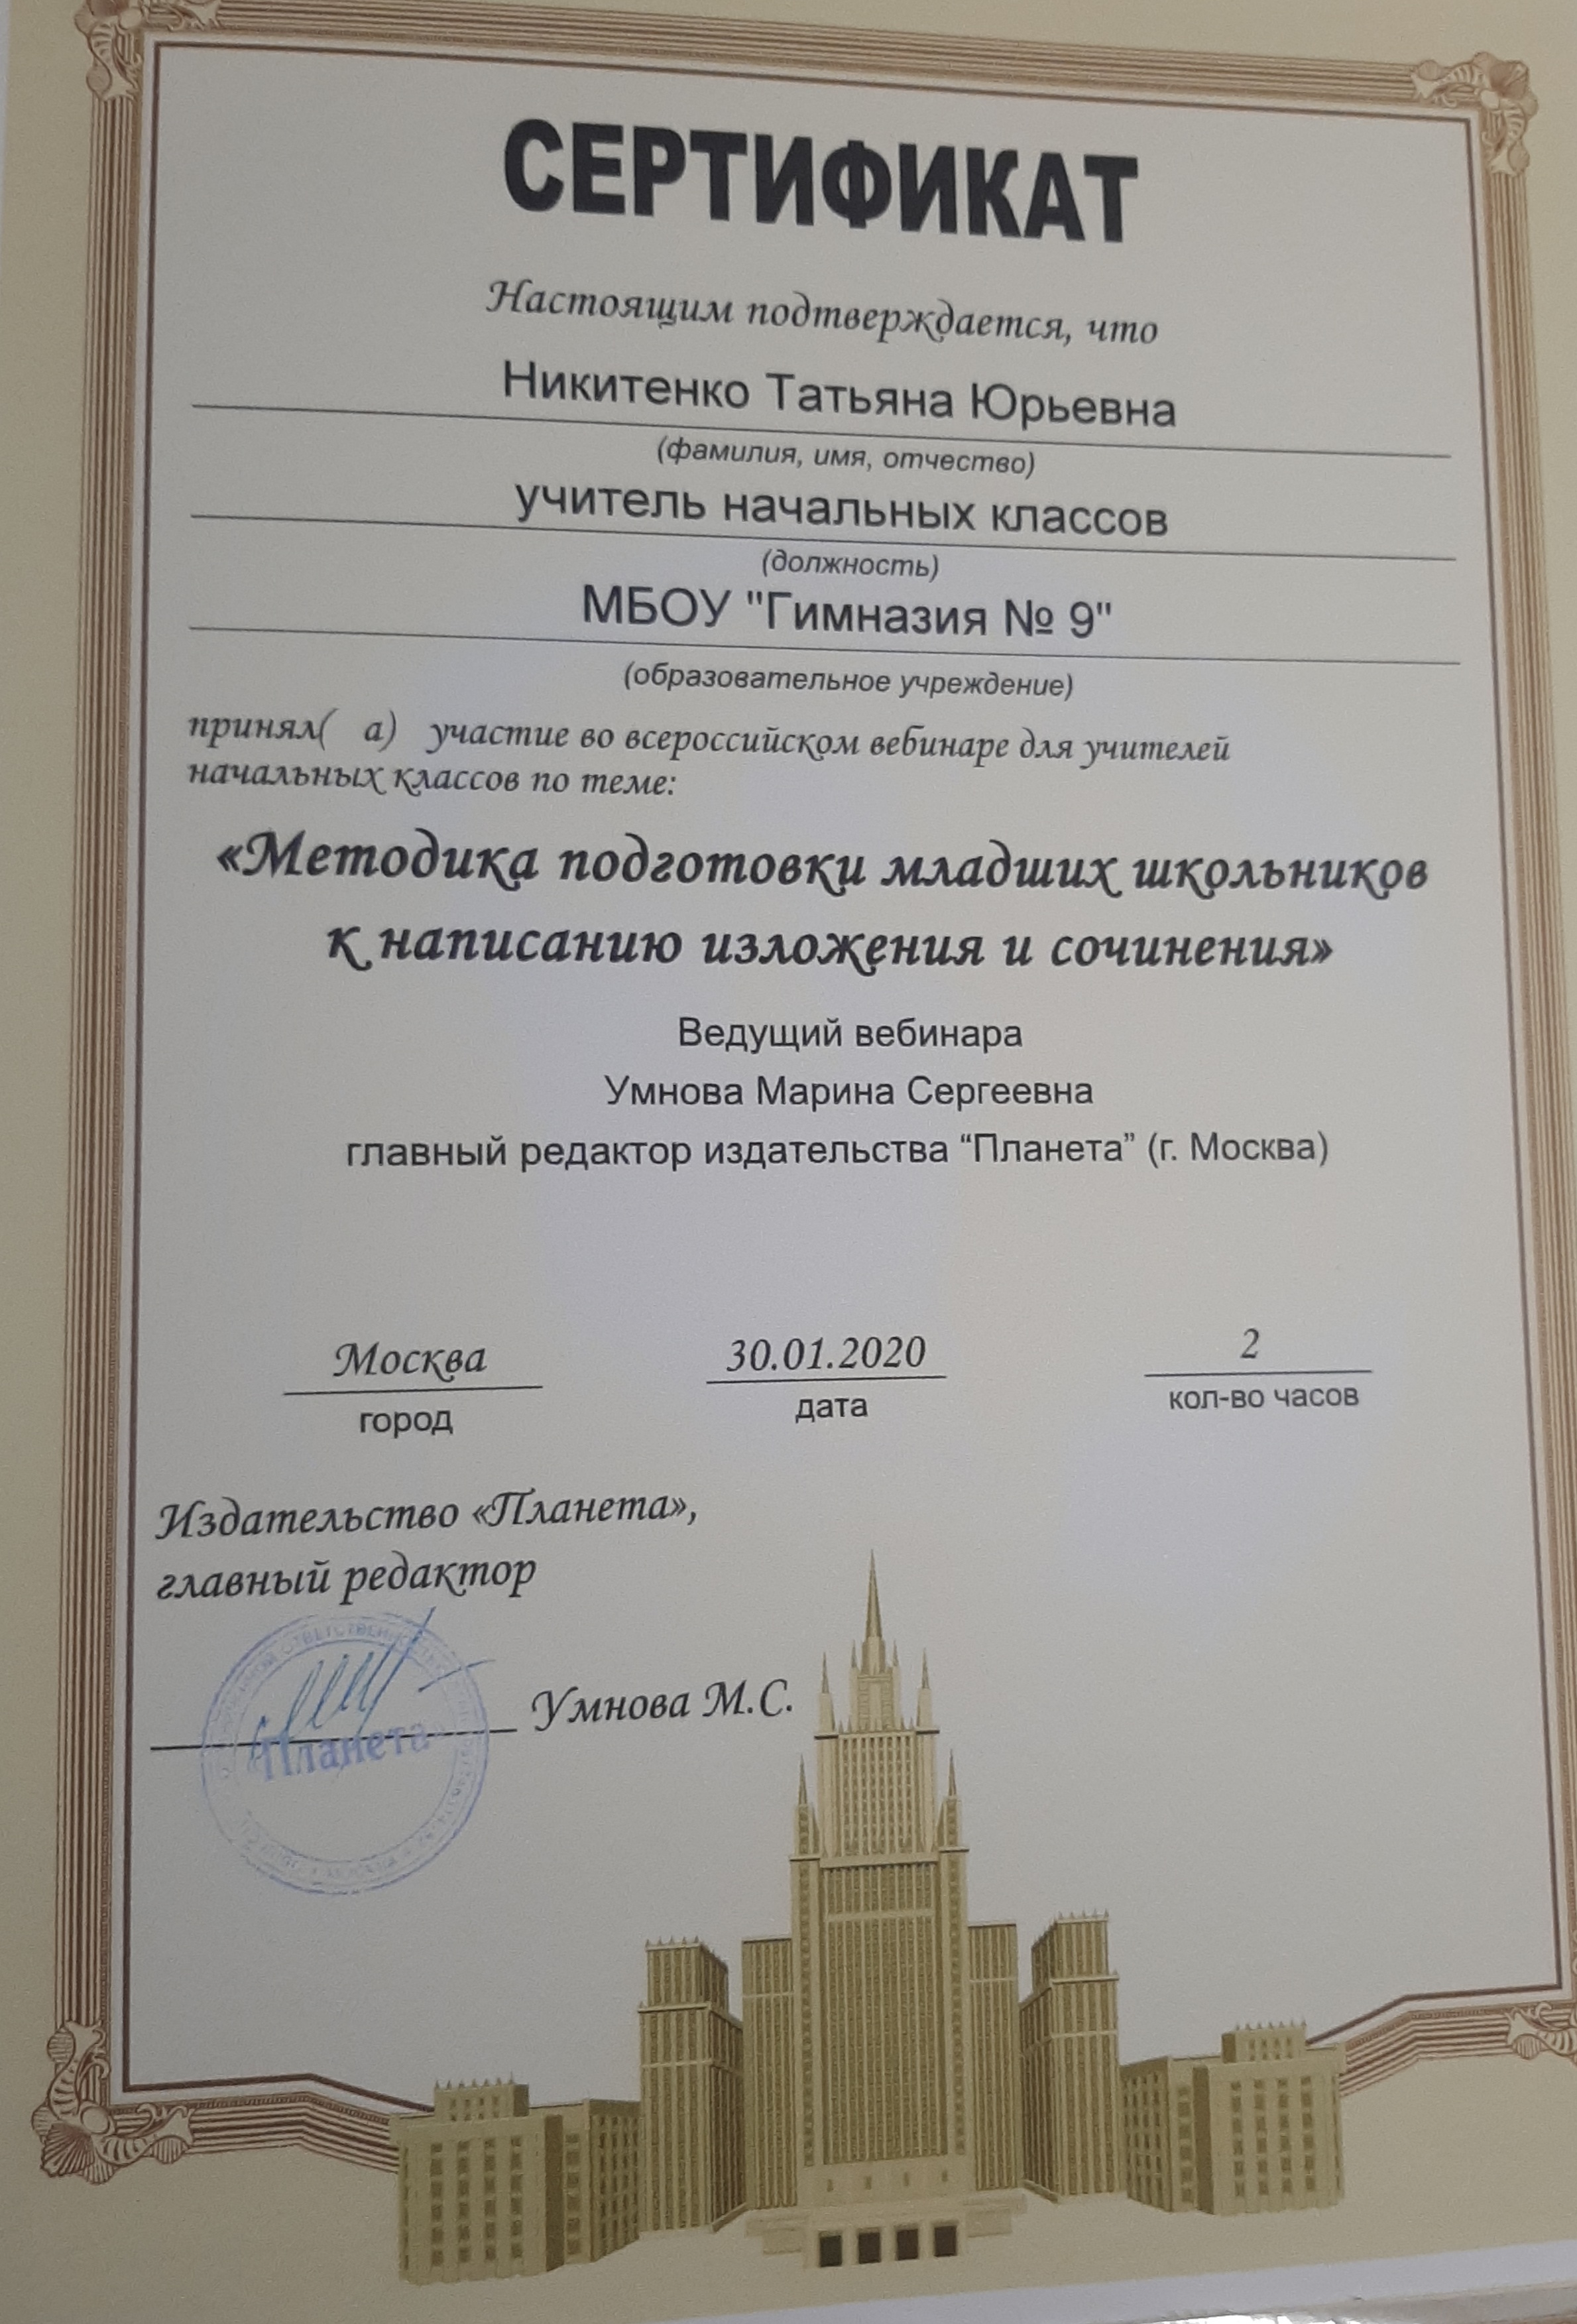 СЕРТИФИКАТ
Настоящим подтверждается, что
Никитенко Татьяна Юрьевна
(фамилия, имя, отчество)
учитель начальных классов
(должность)
МБОУ "Гимназия № 9"
(образовательное учреждение)
принял( а) участие во всероссийском вебинаре для учителей
начальных классов по теме:
«Методика подготовки младших школьников
к написанию изложения и сочинения»
Ведущий вебинара
Умнова Марина Сергеевна
главный редактор издательства “Планета” (г. Москва)
Москва 30.01.2020 2
город дата кол-во часов
Издательство «Планета»,
главный редактор
Умнова М.С.
«Планета»